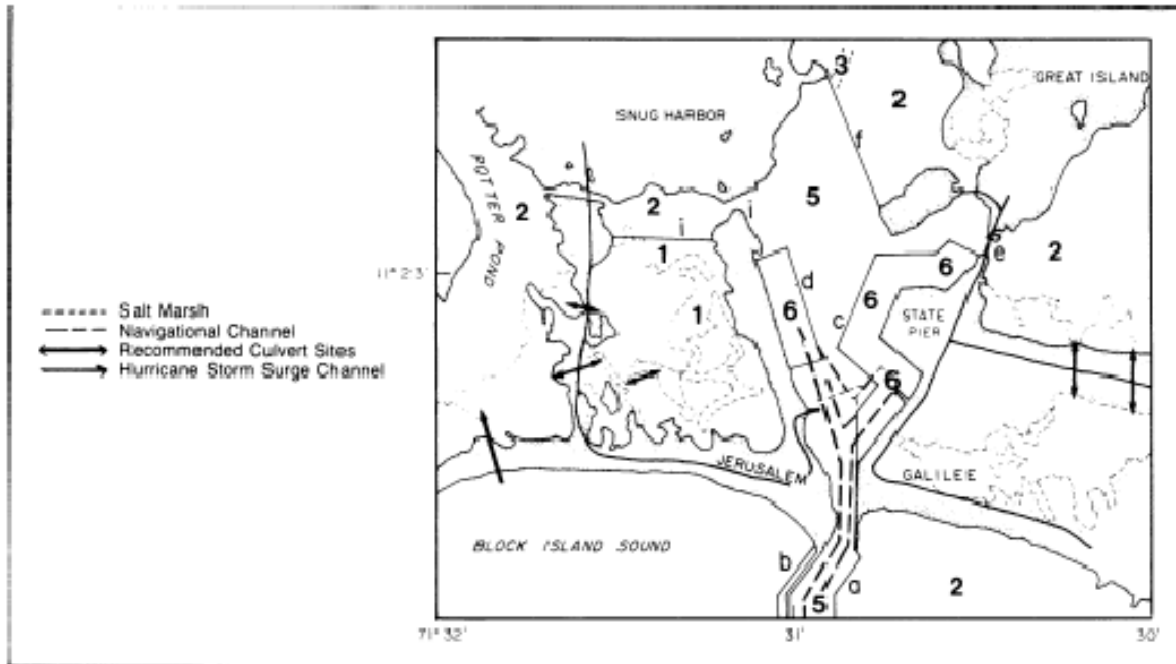 Salt Marsh
Navigational Channel
Recommended Culvert Sites
Hurricane Storm Surge Channel
3
GREAT ISLAND
2
SNUG HARBOR
f
POTTER POND
2
2
5
i
i
1
2
e
11°2'3'
6
d
6
6
STATE
PIER
c
1
6
JERUSALEM
GALILEE
BLOCK ISLAND SOUND
b
a
5
2
71°32'
31'
30'